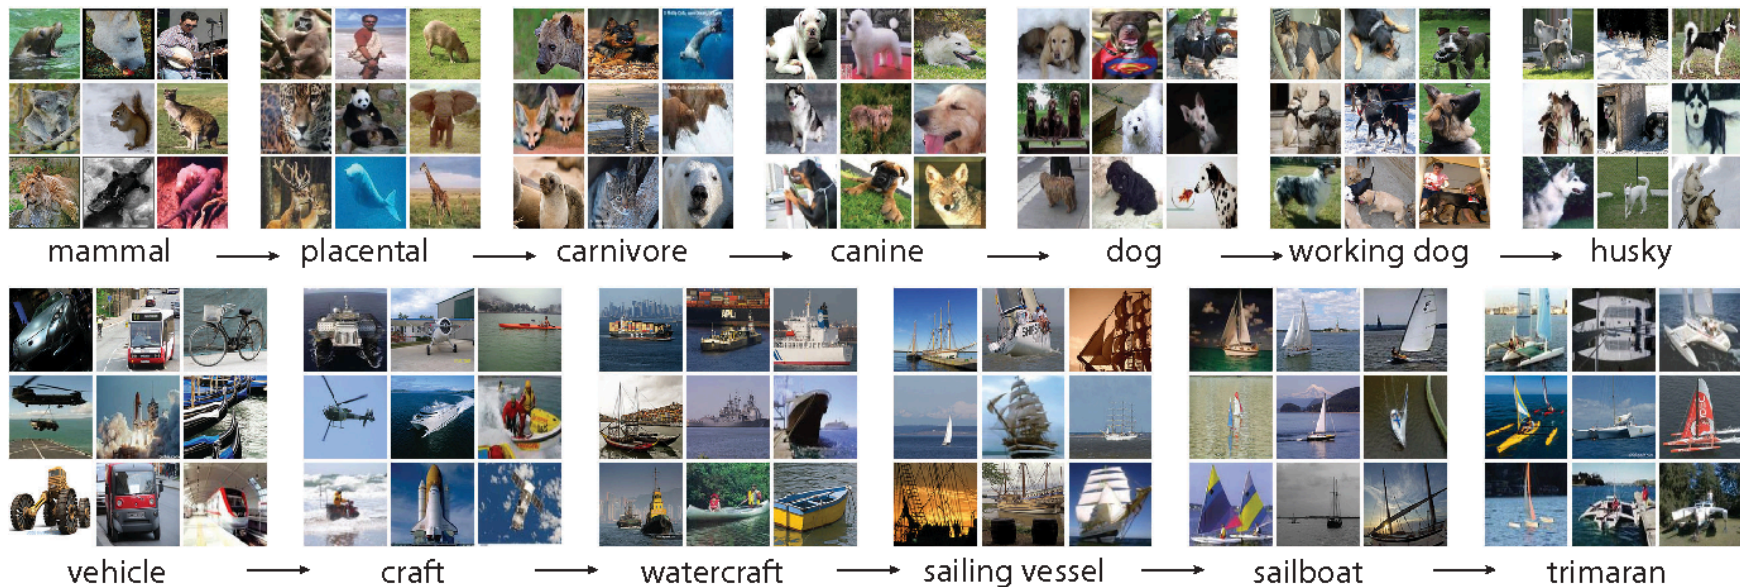 mammal → placental → carnivore → canine → dog → working dog → husky
vehicle → craft → watercraft → sailing vessel → sailboat → trimaran